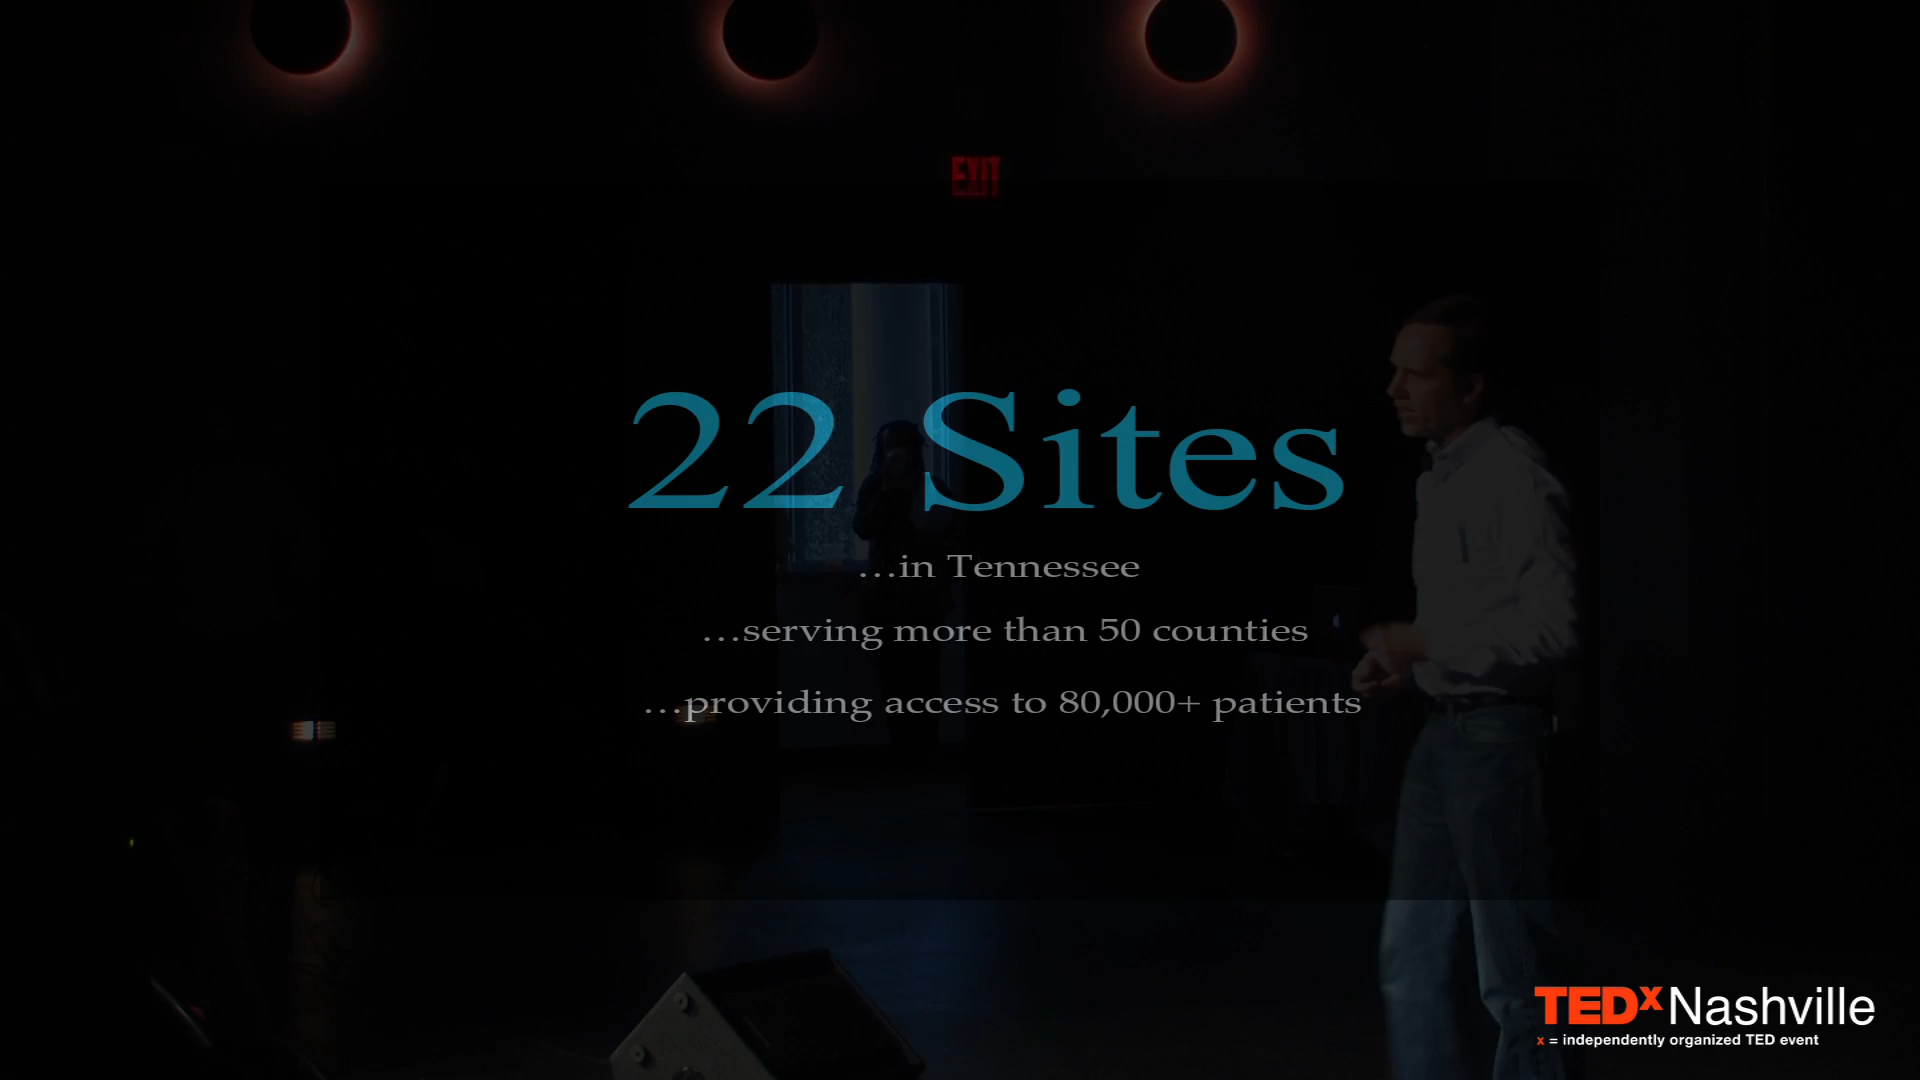 EXIT
22 Sites
...in Tennessee
...serving more than 50 counties
...providing access to 80,000+ patients
TEDxNashville
x = independently organized TED event